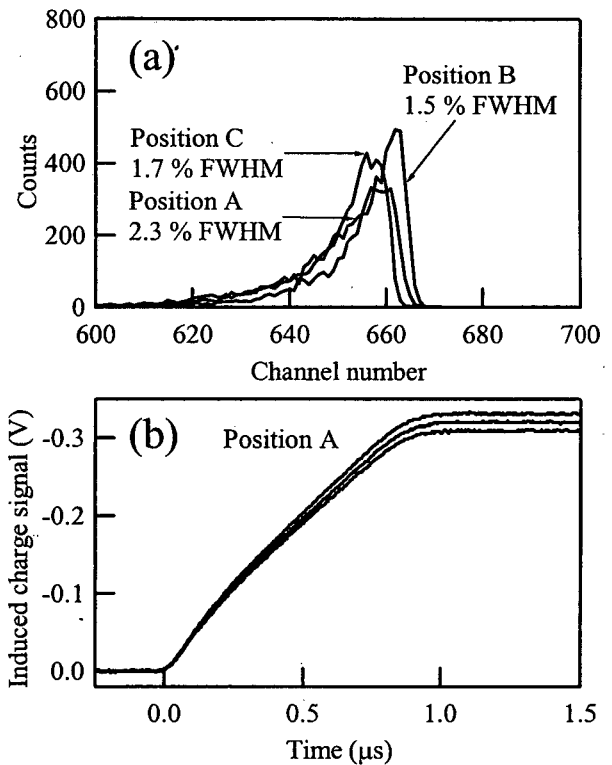 800
(a)
Position B
1.5 % FWHM
600
Position C
1.7 % FWHM
400
Position A
2.3 % FWHM
200
0
Counts
600 620 640 660 680 700
Channel number
(b)
Position A
-0.3
-0.2
-0.1
0.0
Induced charge signal (V)
0.0 0.5 1.0 1.5
Time (μs)